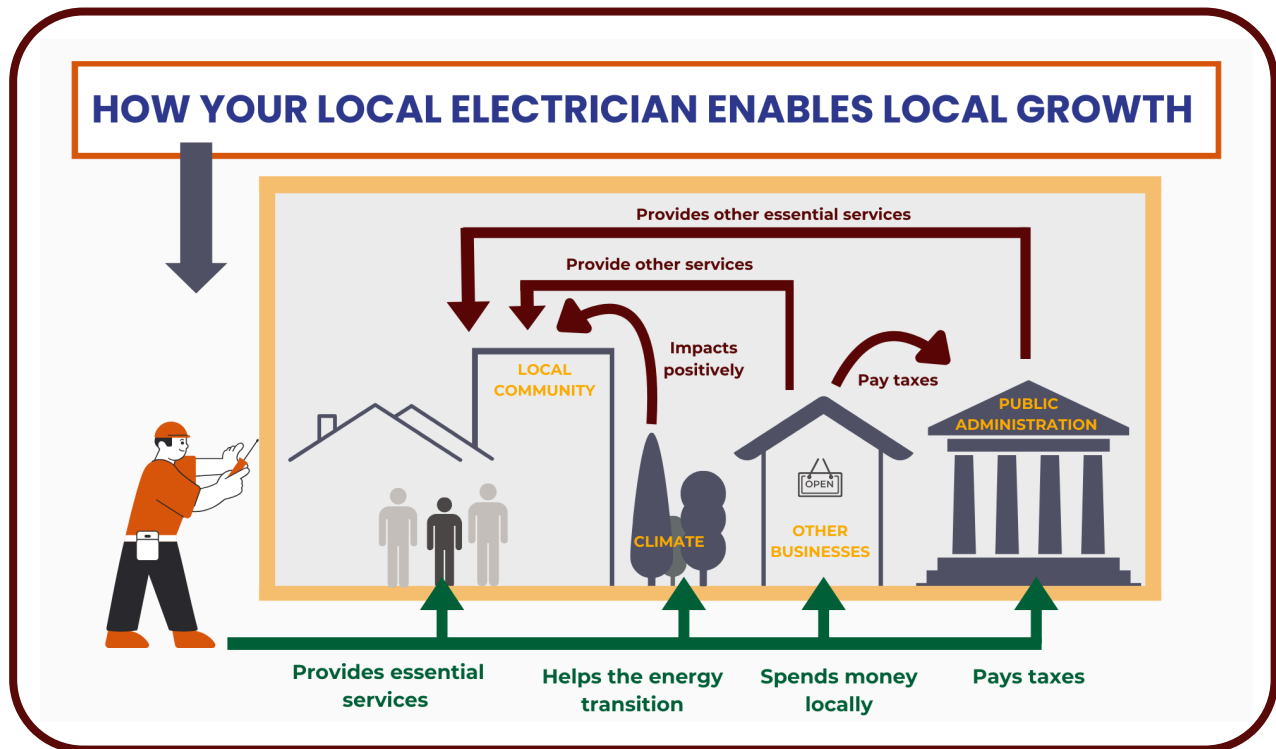 HOW YOUR LOCAL ELECTRICIAN ENABLES LOCAL GROWTH
Provides other essential services
Provide other services
Impacts
positively
Pay taxes
LOCAL
COMMUNITY
PUBLIC
ADMINISTRATION
OPEN
CLIMATE
OTHER
BUSINESSES
Provides essential
services
Helps the energy
transition
Spends money
locally
Pays taxes